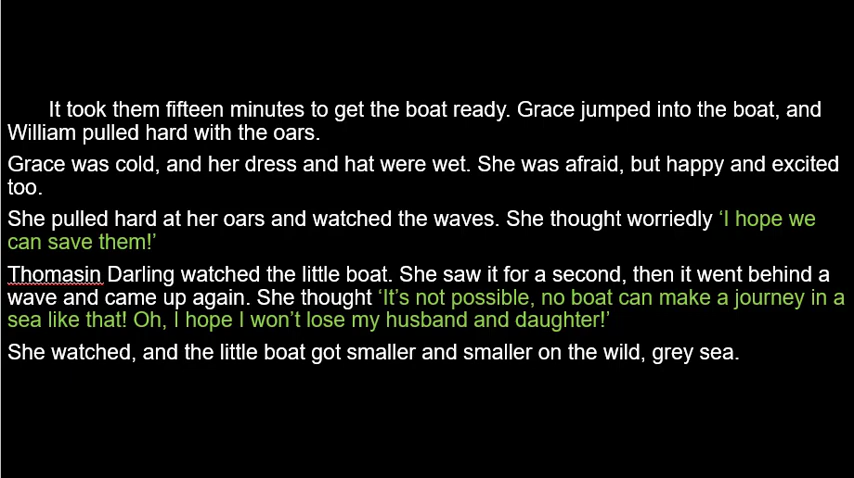 It took them fifteen minutes to get the boat ready. Grace jumped into the boat, and
William pulled hard with the oars.
Grace was cold, and her dress and hat were wet. She was afraid, but happy and excited
too.
She pulled hard at her oars and watched the waves. She thought worriedly ‘I hope we
can save them!’
Thomasin Darling watched the little boat. She saw it for a second, then it went behind a
wave and came up again. She thought ‘It’s not possible, no boat can make a journey in a
sea like that! Oh, I hope I won’t lose my husband and daughter!’
She watched, and the little boat got smaller and smaller on the wild, grey sea.